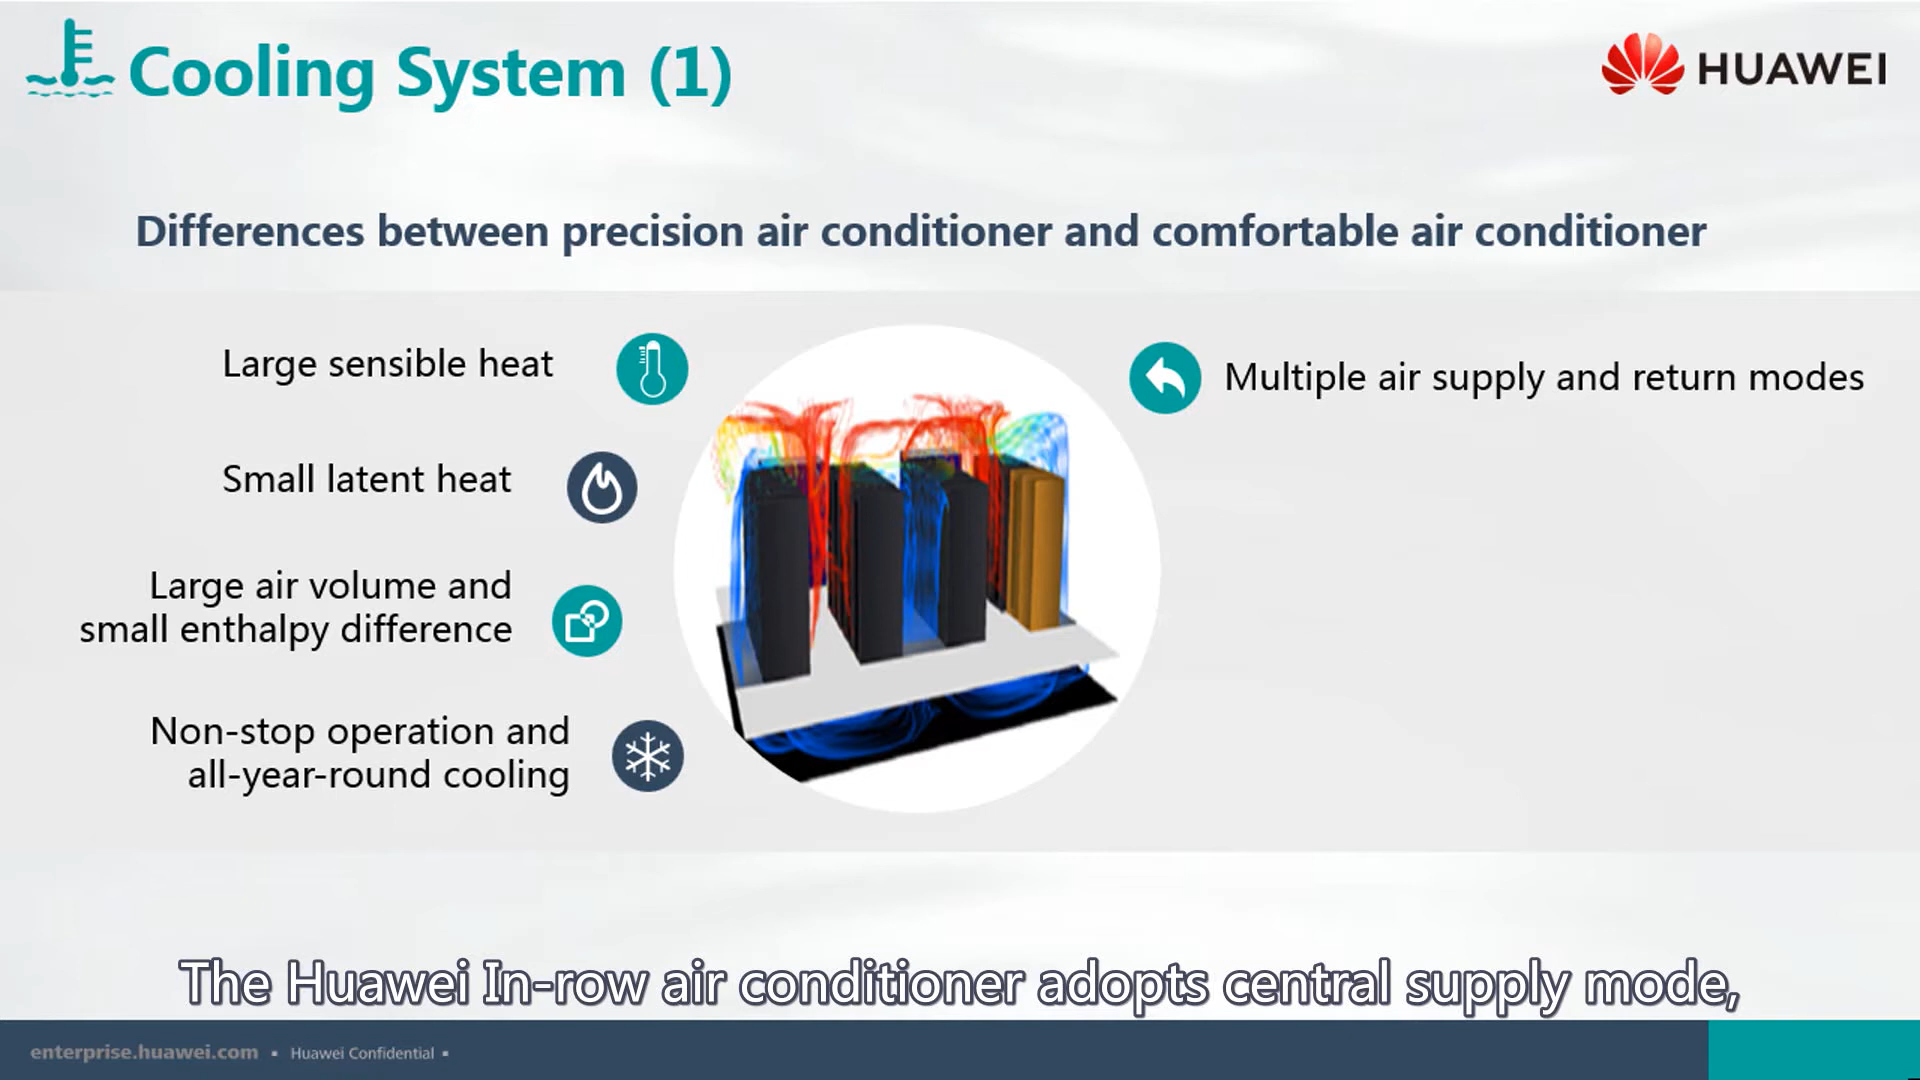 Cooling System (1)
HUAWEI
Differences between precision air conditioner and comfortable air conditioner
Large sensible heat
Small latent heat
Large air volume and
small enthalpy difference
Non-stop operation and
all-year-round cooling
Multiple air supply and return modes
The Huawei In-row air conditioner adopts central supply mode,
enterprise.huawei.com ▪ Huawei Confidential ▪